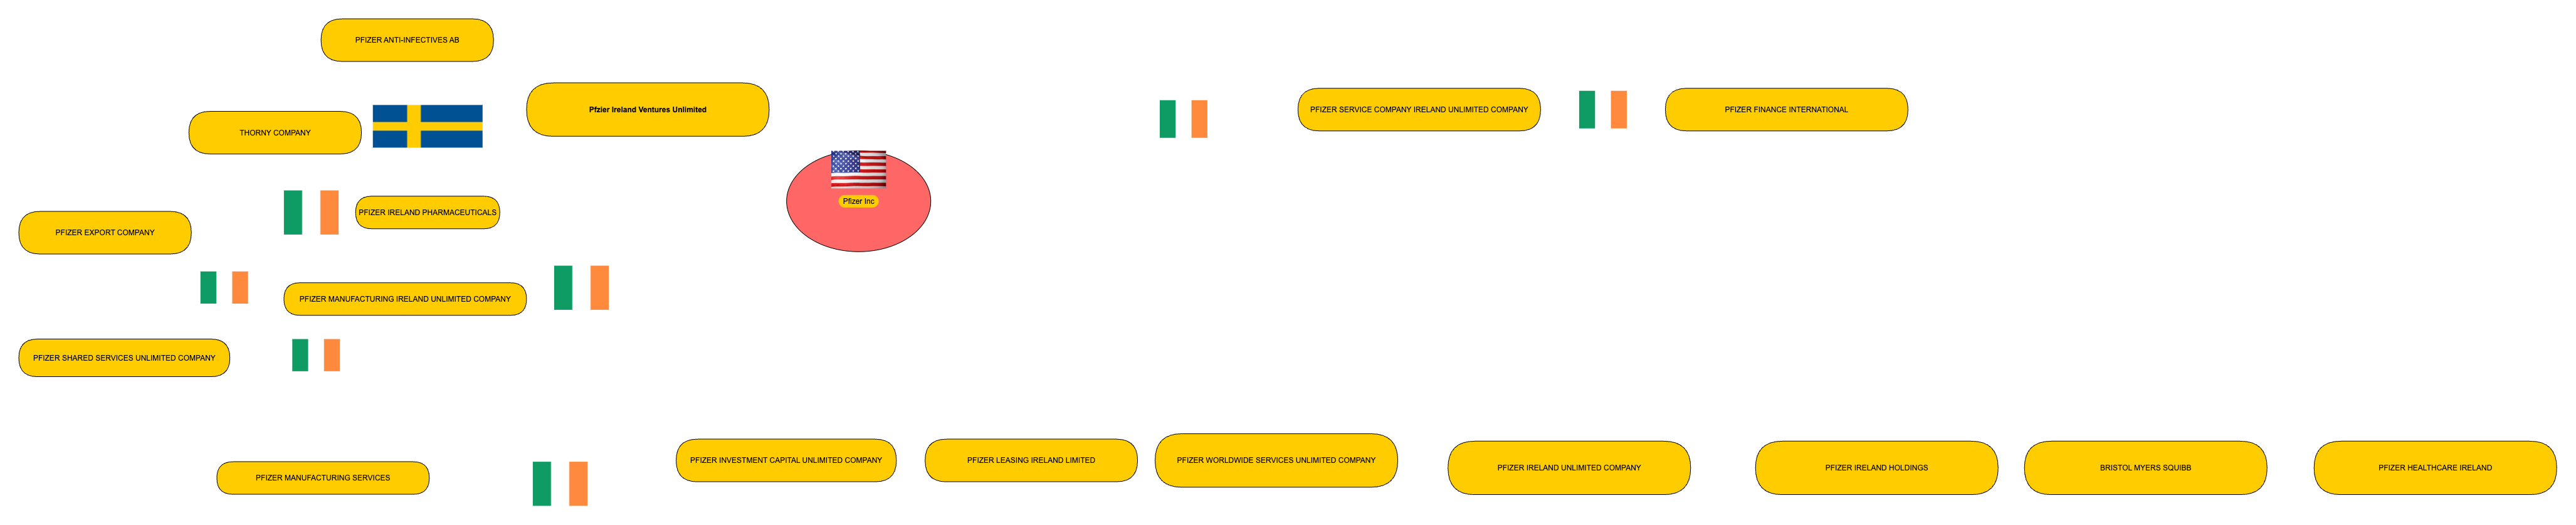 PFIZER ANTI-INFECTIVES AB
Pfzier Ireland Ventures Unlimited
PFIZER SERVICE COMPANY IRELAND UNLIMITED COMPANY
PFIZER FINANCE INTERNATIONAL
THORNY COMPANY
Pfizer Inc
PFIZER IRELAND PHARMACEUTICALS
PFIZER EXPORT COMPANY
PFIZER MANUFACTURING IRELAND UNLIMITED COMPANY
PFIZER SHARED SERVICES UNLIMITED COMPANY
PFIZER INVESTMENT CAPITAL UNLIMITED COMPANY
PFIZER LEASING IRELAND LIMITED
PFIZER WORLDWIDE SERVICES UNLIMITED COMPANY
PFIZER IRELAND UNLIMITED COMPANY
PFIZER IRELAND HOLDINGS
BRISTOL MYERS SQUIBB
PFIZER HEALTHCARE IRELAND
PFIZER MANUFACTURING SERVICES